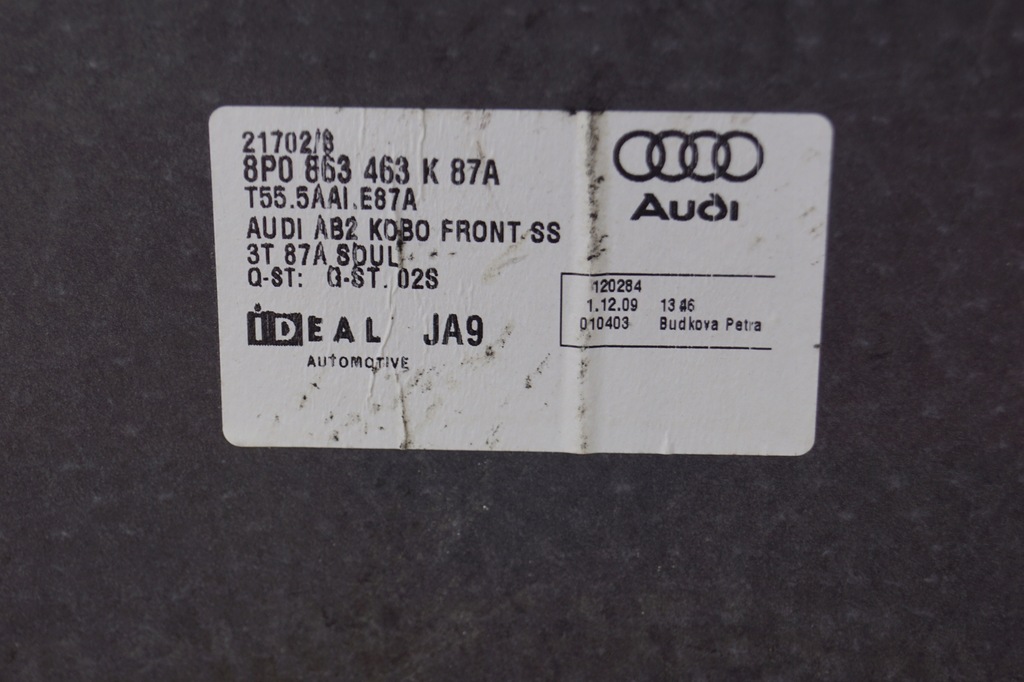 21702/8
8P0 863 463 K 87A
T55.5AAI.E87A
AUDI AB2 KOBO FRONT SS
3T 87A SOUL
Q-ST: Q-ST. 02S
iDEAL JA9
AUTOMOTIVE
Audi
120284
1.12.09 13
010403 Budkova Petra